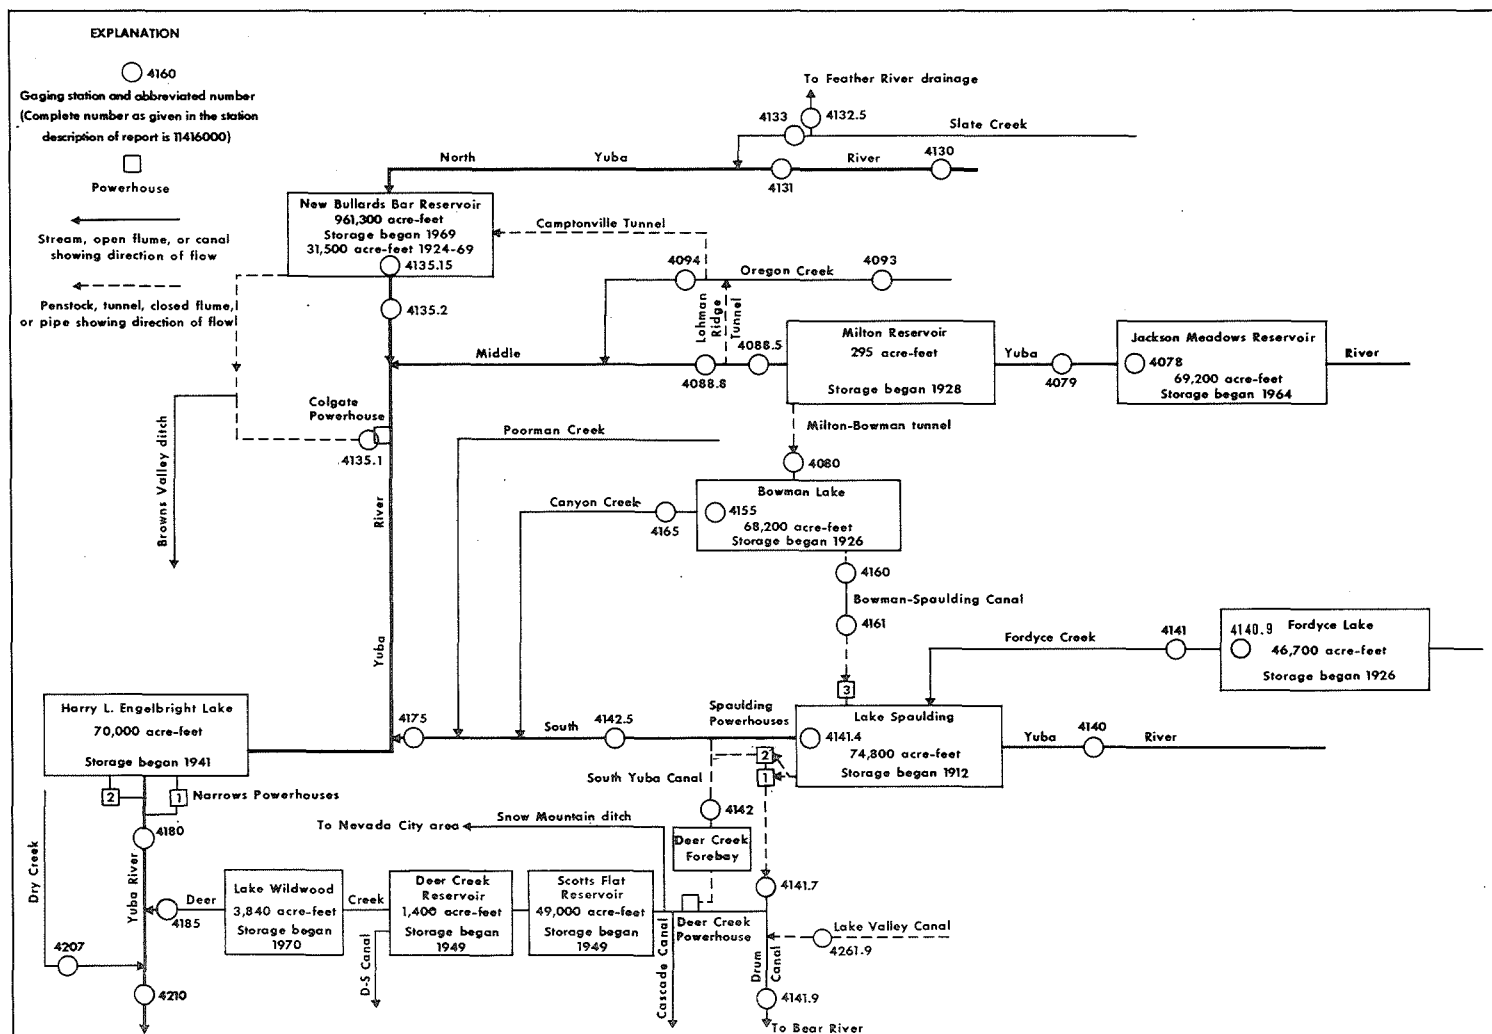 EXPLANATION
4160
Gaging station and abbreviated number
(Complete number as given in the station
description of report is 11416000)
Powerhouse
Stream, open flume, or canal
showing direction of flow
Penstock, tunnel, closed flume,
or pipe showing direction of flow
To Feather River drainage
4133
4132.5
Slate Creek
North
Yuba
River
4130
4131
New Bullards Bar Reservoir
961,300 acre-feet
Storage began 1969
31,500 acre-feet 1924-69
4135.15
Camptonville Tunnel
4094
Oregon Creek
4093
4135.2
Lohman
Ridge
Tunnel
Middle
4088.5
4088.8
Milton Reservoir
295 acre-feet
Storage began 1928
Yuba
4079
Jackson Meadows Reservoir
4078
69,200 acre-feet
Storage began 1964
River
Colgate
Powerhouse
4135.1
Browns Valley ditch
Poorman Creek
Milton-Bowman tunnel
4080
River
Canyon Creek
4165
Bowman Lake
4155
68,200 acre-feet
Storage began 1926
4160
Bowman-Spaulding Canal
4161
Fordyce Creek
4141
4140.9
Fordyce Lake
46,700 acre-feet
Storage began 1926
Yuba
3
Harry L. Engelbright Lake
70,000 acre-feet
Storage began 1941
4175
South
4142.5
Spaulding
Powerhouses
Lake Spaulding
4141.4
74,800 acre-feet
Storage began 1912
Yuba
4140
River
2
1
South Yuba Canal
2
1
Narrows Powerhouses
4142
To Nevada City area
Snow Mountain ditch
Deer Creek
Forebay
4180
Dry Creek
Yuba River
4141.7
Deer
4185
Lake Wildwood
3,840 acre-feet
Storage began
1970
Creek
Deer Creek
Reservoir
1,400 acre-feet
Storage began
1949
Scotts Flat
Reservoir
49,000 acre-feet
Storage began
1949
Deer Creek
Powerhouse
Lake Valley Canal
4261.9
4207
D-S Canal
Cascade Canal
Drum
Canal
4210
4141.9
To Bear River